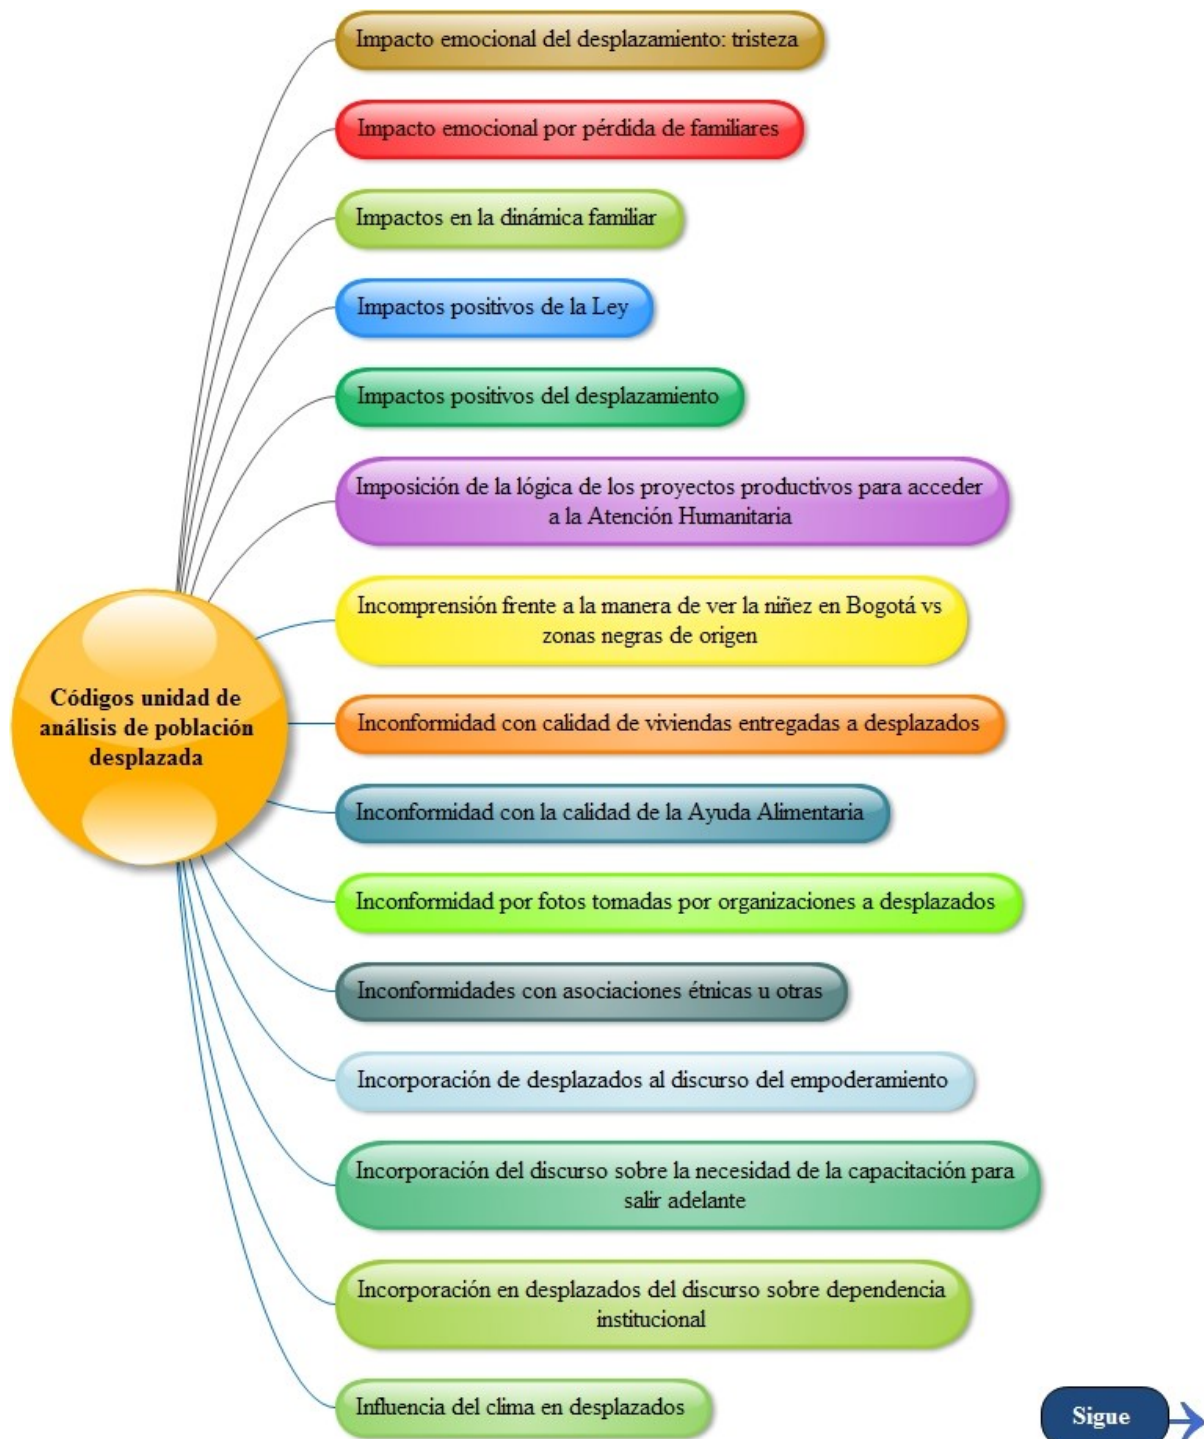 Impacto emocional del desplazamiento: tristeza
Impacto emocional por pérdida de familiares
Impactos en la dinámica familiar
Impactos positivos de la Ley
Impactos positivos del desplazamiento
Imposición de la lógica de los proyectos productivos para acceder
a la Atención Humanitaria
Incomprensión frente a la manera de ver la niñez en Bogotá vs
zonas negras de origen
Códigos unidad de
análisis de población
desplazada
Inconformidad con calidad de viviendas entregadas a desplazados
Inconformidad con la calidad de la Ayuda Alimentaria
Inconformidad por fotos tomadas por organizaciones a desplazados
Inconformidades con asociaciones étnicas u otras
Incorporación de desplazados al discurso del empoderamiento
Incorporación del discurso sobre la necesidad de la capacitación para
salir adelante
Incorporación en desplazados del discurso sobre dependencia
institucional
Influencia del clima en desplazados
Sigue